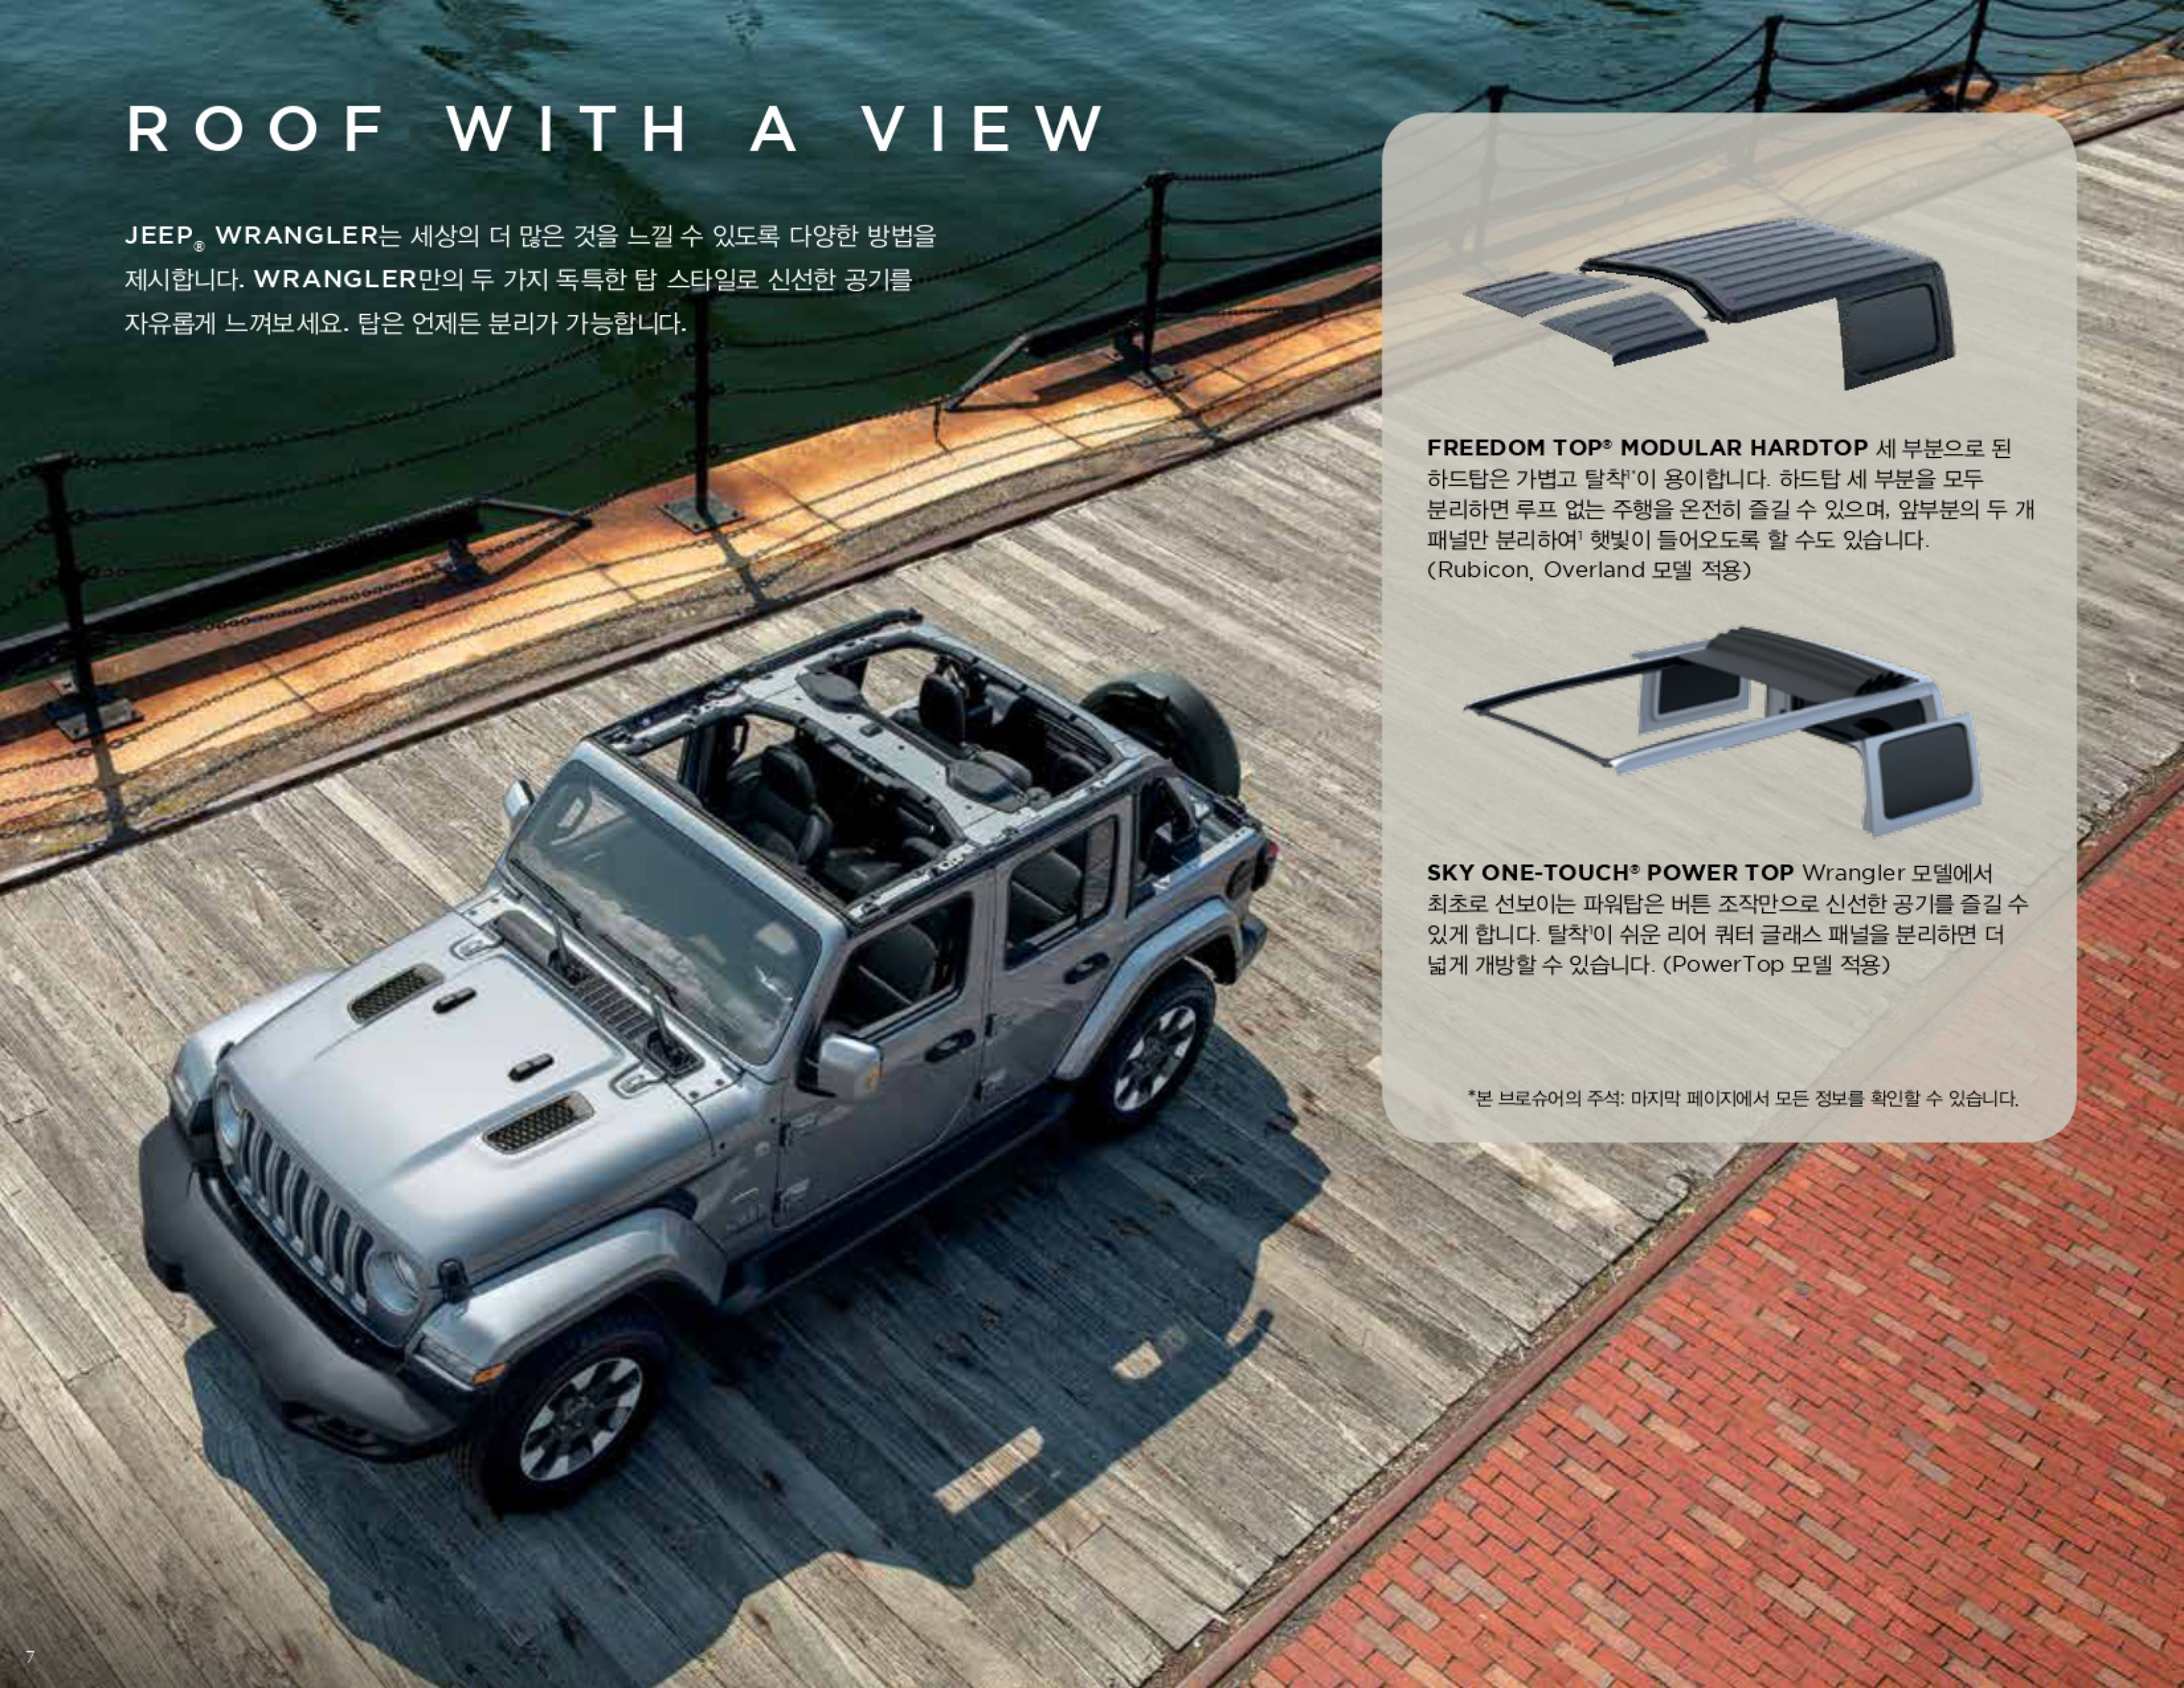 ROOF WITH A VIEW
JEEP® WRANGLER는 세상의 더 많은 것을 느낄 수 있도록 다양한 방법을
제시합니다. WRANGLER만의 두 가지 독특한 탑 스타일로 신선한 공기를
자유롭게 느껴보세요. 탑은 언제든 분리가 가능합니다.
FREEDOM TOP® MODULAR HARDTOP 세 부분으로 된
하드탑은 가볍고 탈착¹*이 용이합니다. 하드탑 세 부분을 모두
분리하면 루프 없는 주행을 온전히 즐길 수 있으며, 앞부분의 두 개
패널만 분리하여¹ 햇빛이 들어오도록 할 수도 있습니다.
(Rubicon, Overland 모델 적용)
SKY ONE-TOUCH® POWER TOP Wrangler 모델에서
최초로 선보이는 파워탑은 버튼 조작만으로 신선한 공기를 즐길 수
있게 합니다. 탈착¹이 쉬운 리어 쿼터 글래스 패널을 분리하면 더
넓게 개방할 수 있습니다. (PowerTop 모델 적용)
*본 브로슈어의 주석: 마지막 페이지에서 모든 정보를 확인할 수 있습니다.
7